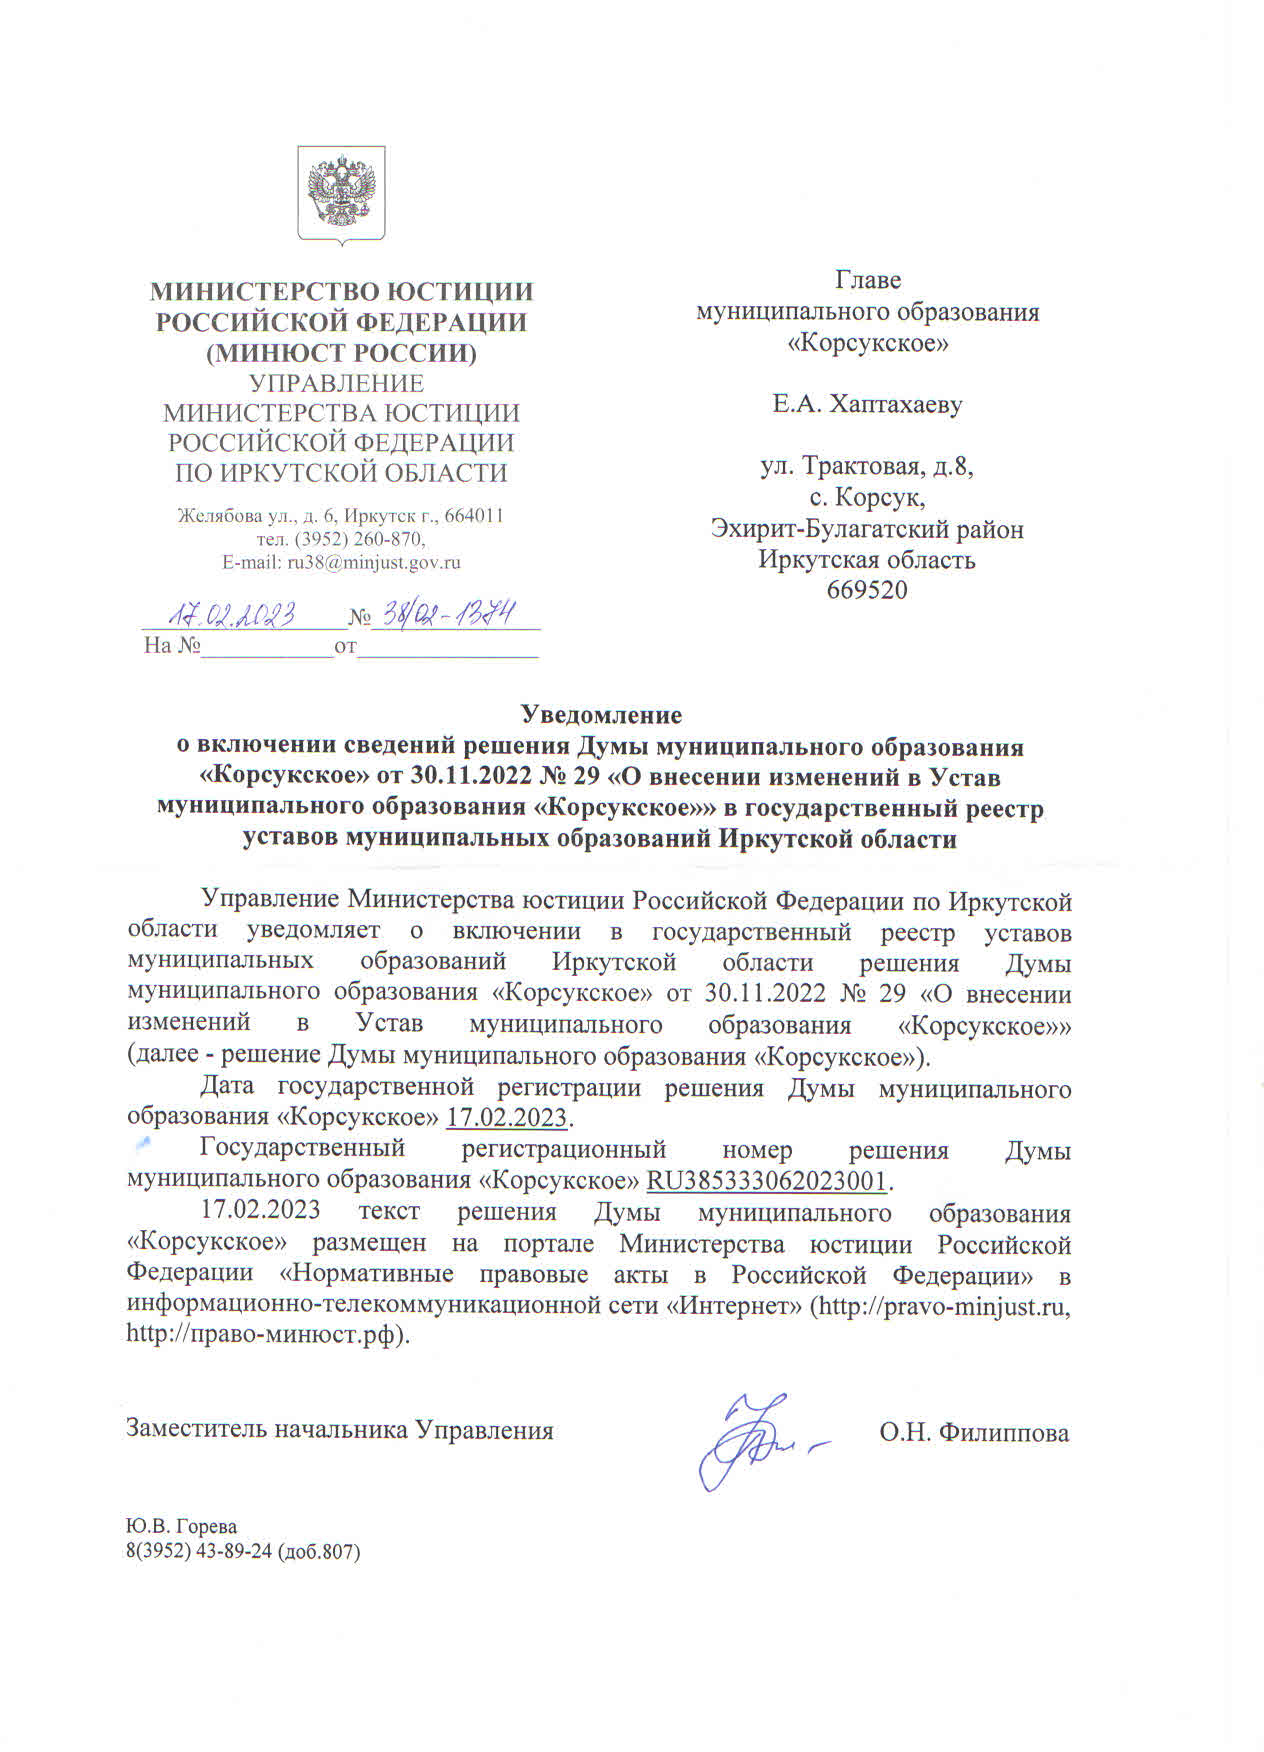 МИНИСТЕРСТВО ЮСТИЦИИ
РОССИЙСКОЙ ФЕДЕРАЦИИ
(МИНЮСТ РОССИИ)
УПРАВЛЕНИЕ
МИНИСТЕРСТВА ЮСТИЦИИ
РОССИЙСКОЙ ФЕДЕРАЦИИ
ПО ИРКУТСКОЙ ОБЛАСТИ
Желябова ул., д. 6, Иркутск г., 664011
тел. (3952) 260-870,
E-mail: ru38@minjust.gov.ru
17.02.2023 № 38/02-1374
На № от
Главе
муниципального образования
«Корсукское»
Е.А. Хаптахаеву
ул. Трактовая, д.8,
с. Корсук,
Эхирит-Булагатский район
Иркутская область
669520
Уведомление
о включении сведений решения Думы муниципального образования
«Корсукское» от 30.11.2022 № 29 «О внесении изменений в Устав
муниципального образования «Корсукское»» в государственный реестр
уставов муниципальных образований Иркутской области
Управление Министерства юстиции Российской Федерации по Иркутской
области уведомляет о включении в государственный реестр уставов
муниципальных образований Иркутской области решения Думы
муниципального образования «Корсукское» от 30.11.2022 № 29 «О внесении
изменений в Устав муниципального образования «Корсукское»»
(далее - решение Думы муниципального образования «Корсукское»).
Дата государственной регистрации решения Думы муниципального
образования «Корсукское» 17.02.2023.
Государственный регистрационный номер решения Думы
муниципального образования «Корсукское» RU385333062023001.
17.02.2023 текст решения Думы муниципального образования
«Корсукское» размещен на портале Министерства юстиции Российской
Федерации «Нормативные правовые акты в Российской Федерации» в
информационно-телекоммуникационной сети «Интернет» (http://pravo-minjust.ru,
http://право-минюст.рф).
Заместитель начальника Управления О.Н. Филиппова
Ю.В. Горева
8(3952) 43-89-24 (доб.807)